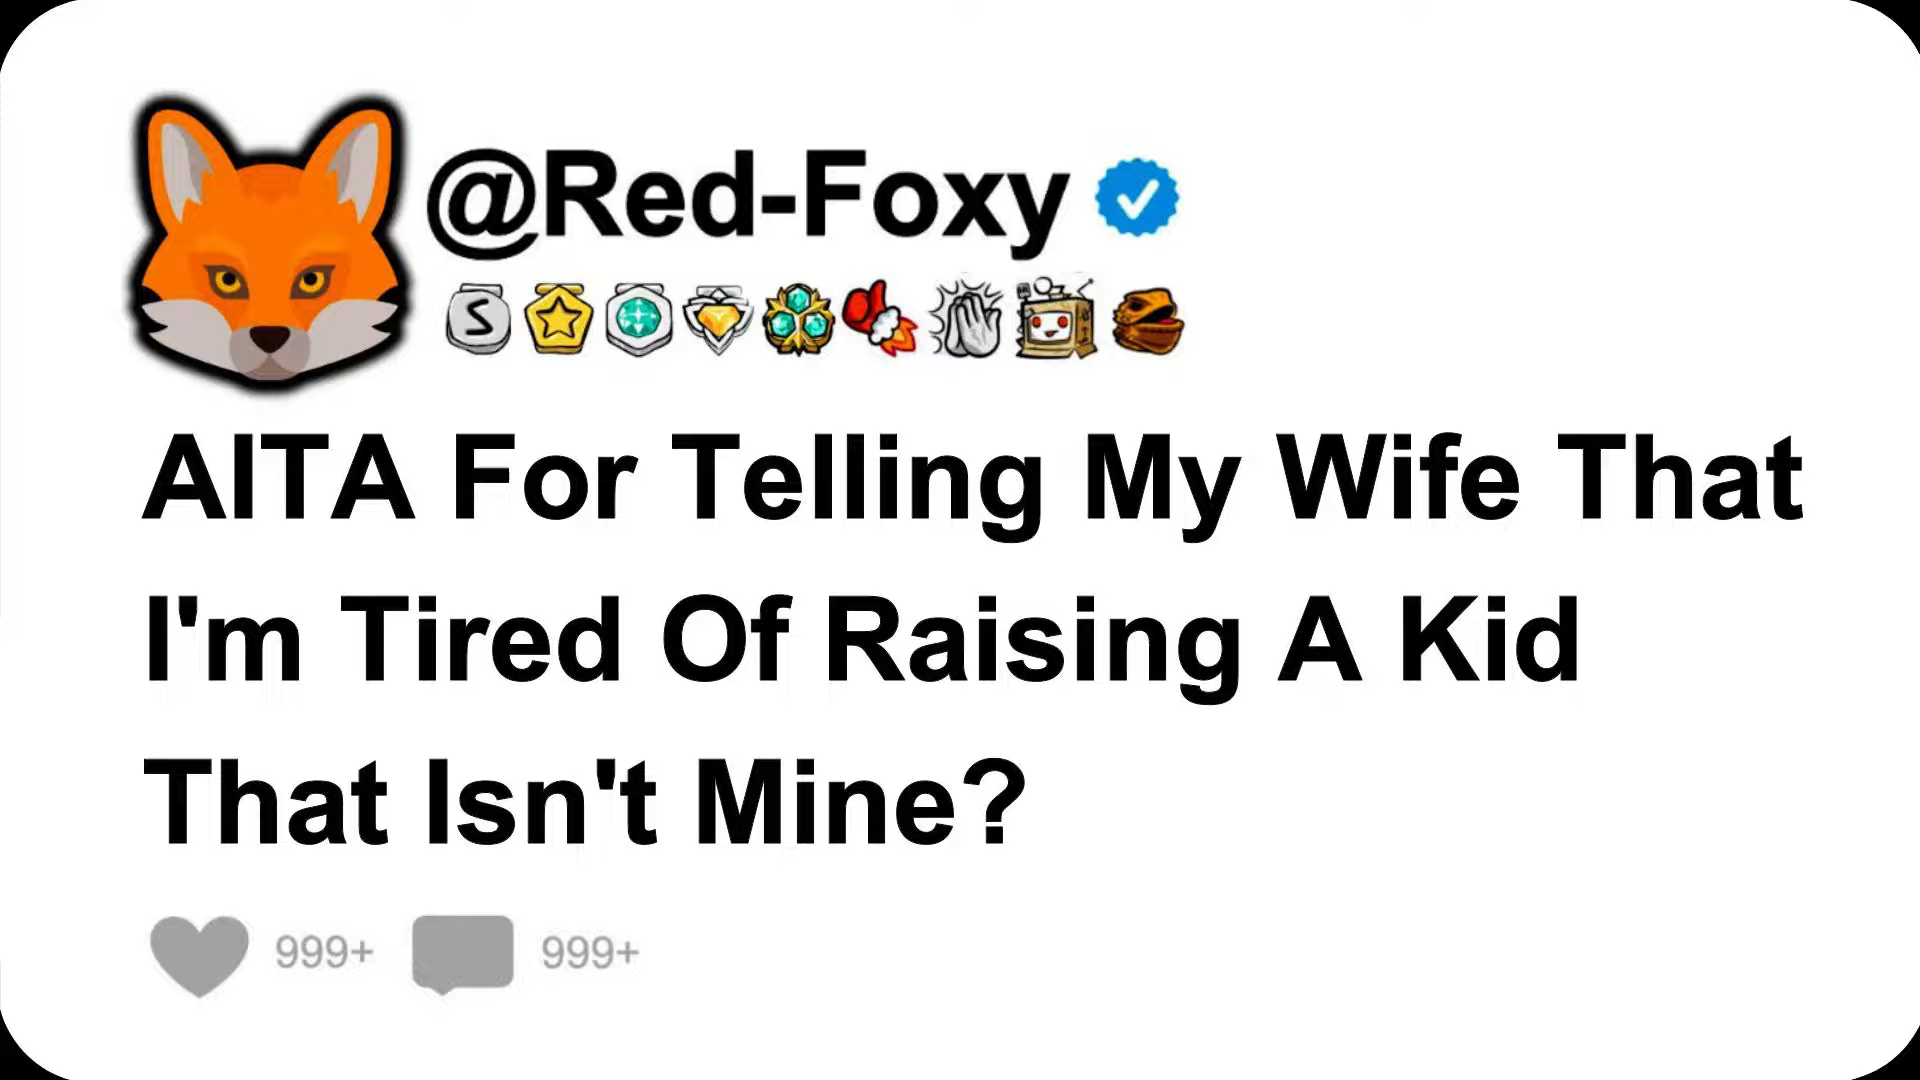 @Red-Foxy
S
AITA For Telling My Wife That
I'm Tired Of Raising A Kid
That Isn't Mine?
999+ 999+